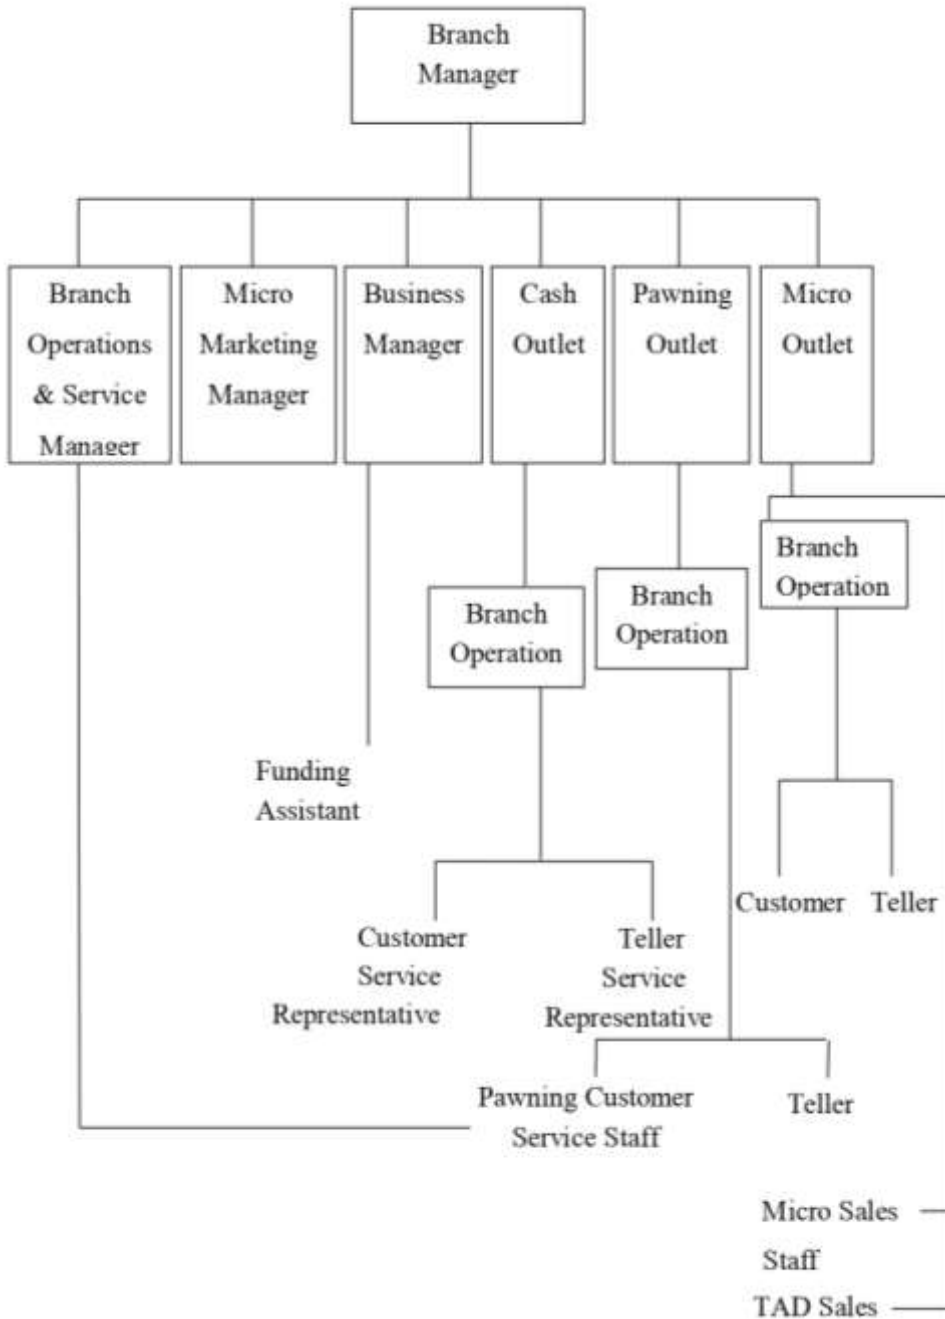 Branch
Manager
Branch
Operations
& Service
Manager
Micro
Marketing
Manager
Business
Manager
Cash
Outlet
Pawning
Outlet
Micro
Outlet
Branch
Operation
Branch
Operation
Branch
Operation
Funding
Assistant
Customer
Service
Representative
Teller
Service
Representative
Customer
Teller
Pawning Customer
Service Staff
Teller
Micro Sales
Staff
TAD Sales